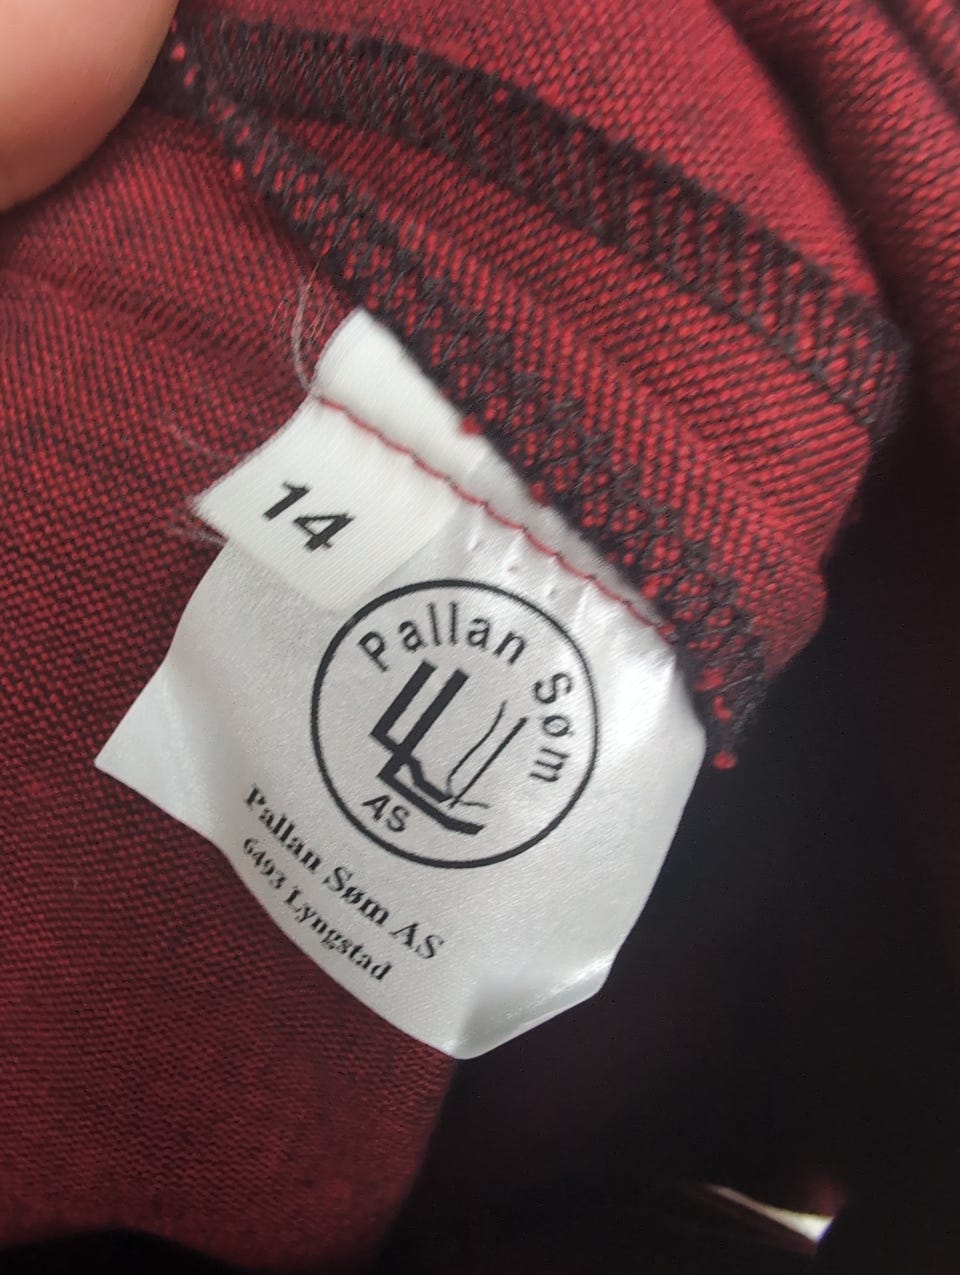 14
Pallan Søm
AS
Pallan Søm AS
6493 Lyngstad